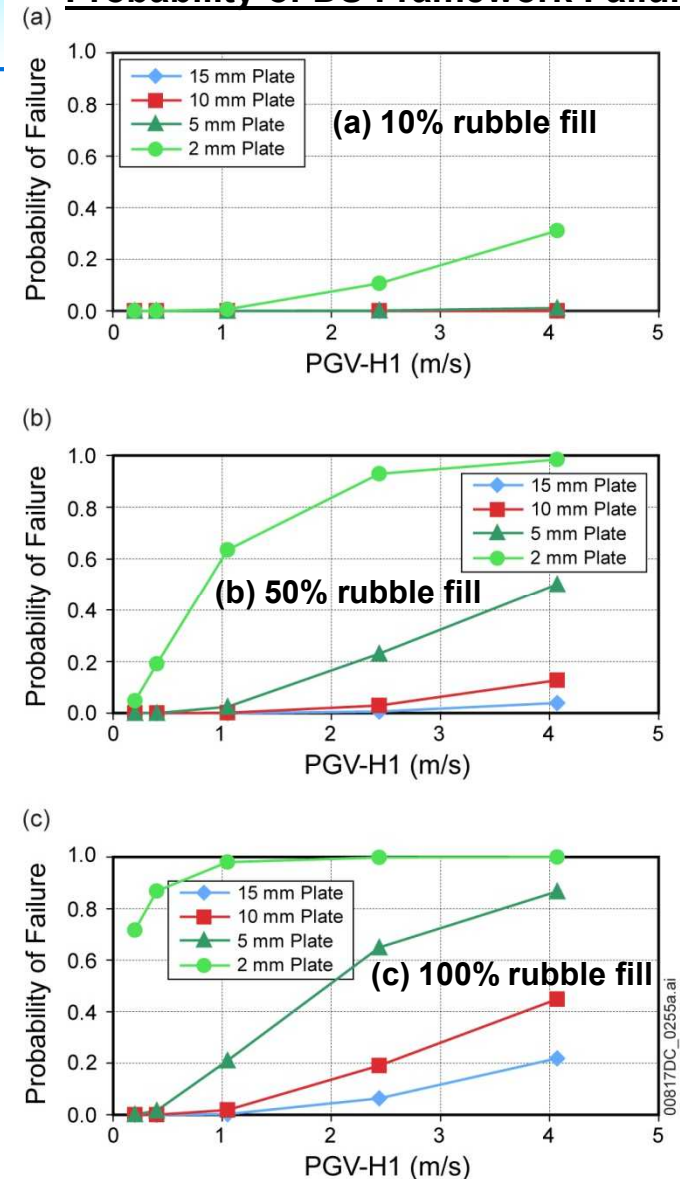 Probability of DS Framework Failur
(a)
1.0
0.8
0.6
0.4
0.2
0.0
Probability of Failure
15 mm Plate
10 mm Plate
5 mm Plate
2 mm Plate
(a) 10% rubble fill
0 1 2 3 4 5
PGV-H1 (m/s)
(b)
1.0
0.8
0.6
0.4
0.2
0.0
Probability of Failure
15 mm Plate
10 mm Plate
5 mm Plate
2 mm Plate
(b) 50% rubble fill
0 1 2 3 4 5
PGV-H1 (m/s)
(c)
1.0
0.8
0.6
0.4
0.2
0.0
Probability of Failure
15 mm Plate
10 mm Plate
5 mm Plate
2 mm Plate
(c) 100% rubble fill
0 1 2 3 4 5
PGV-H1 (m/s)
00817DC_0255a.ai